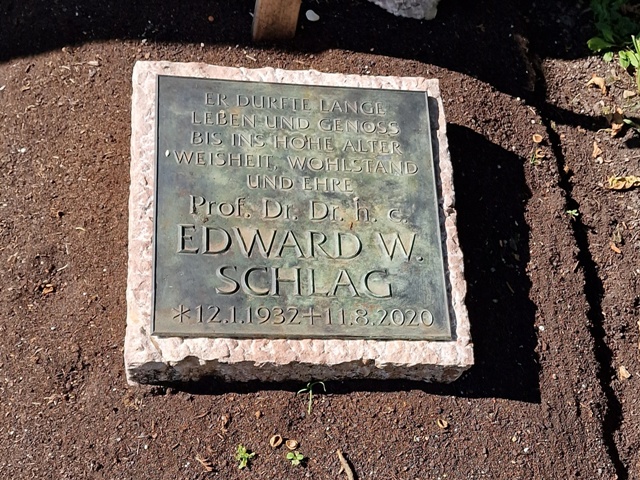 ER DURFTE LANGE
LEBEN UND GENOSS
BIS INS HOHE ALTER
WEISHEIT, WOHLSTAND
UND EHRE
Prof. Dr. Dr. h. c.
EDWARD W.
SCHLAG
*12.1.1932+11.8.2020